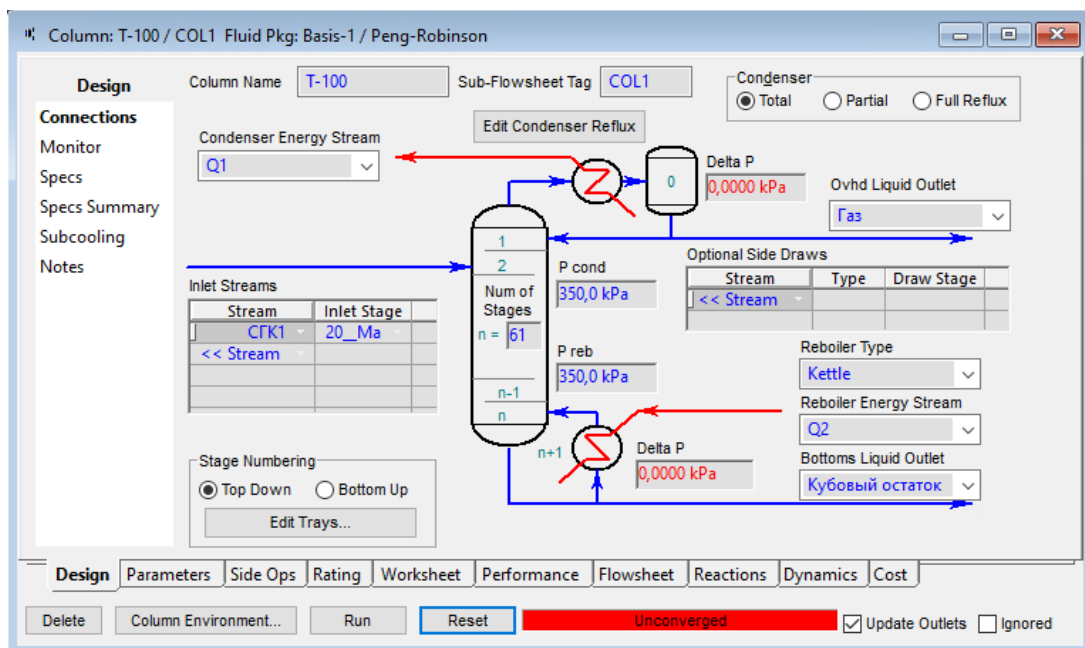 Column: T-100 / COL1 Fluid Pkg: Basis-1 / Peng-Robinson
Design
Connections
Monitor
Specs
Specs Summary
Subcooling
Notes
Column Name T-100 Sub-Flowsheet Tag COL1
Condenser
Total Partial Full Reflux
Edit Condenser Reflux
Condenser Energy Stream
Q1
0
Delta P
0,0000 kPa
Ovhd Liquid Outlet
Газ
1
2
Num of
Stages
n = 61
n-1
n
n+1
P cond
350,0 kPa
Optional Side Draws
Stream Type Draw Stage
<< Stream
Inlet Streams
Stream Inlet Stage
СГК1 20__Ma
<< Stream
P reb
350,0 kPa
Reboiler Type
Kettle
Reboiler Energy Stream
Q2
Delta P
0,0000 kPa
Bottoms Liquid Outlet
Кубовый остаток
Stage Numbering
Top Down Bottom Up
Edit Trays...
Design Parameters Side Ops Rating Worksheet Performance Flowsheet Reactions Dynamics Cost
Delete Column Environment... Run Reset Unconverged Update Outlets Ignored